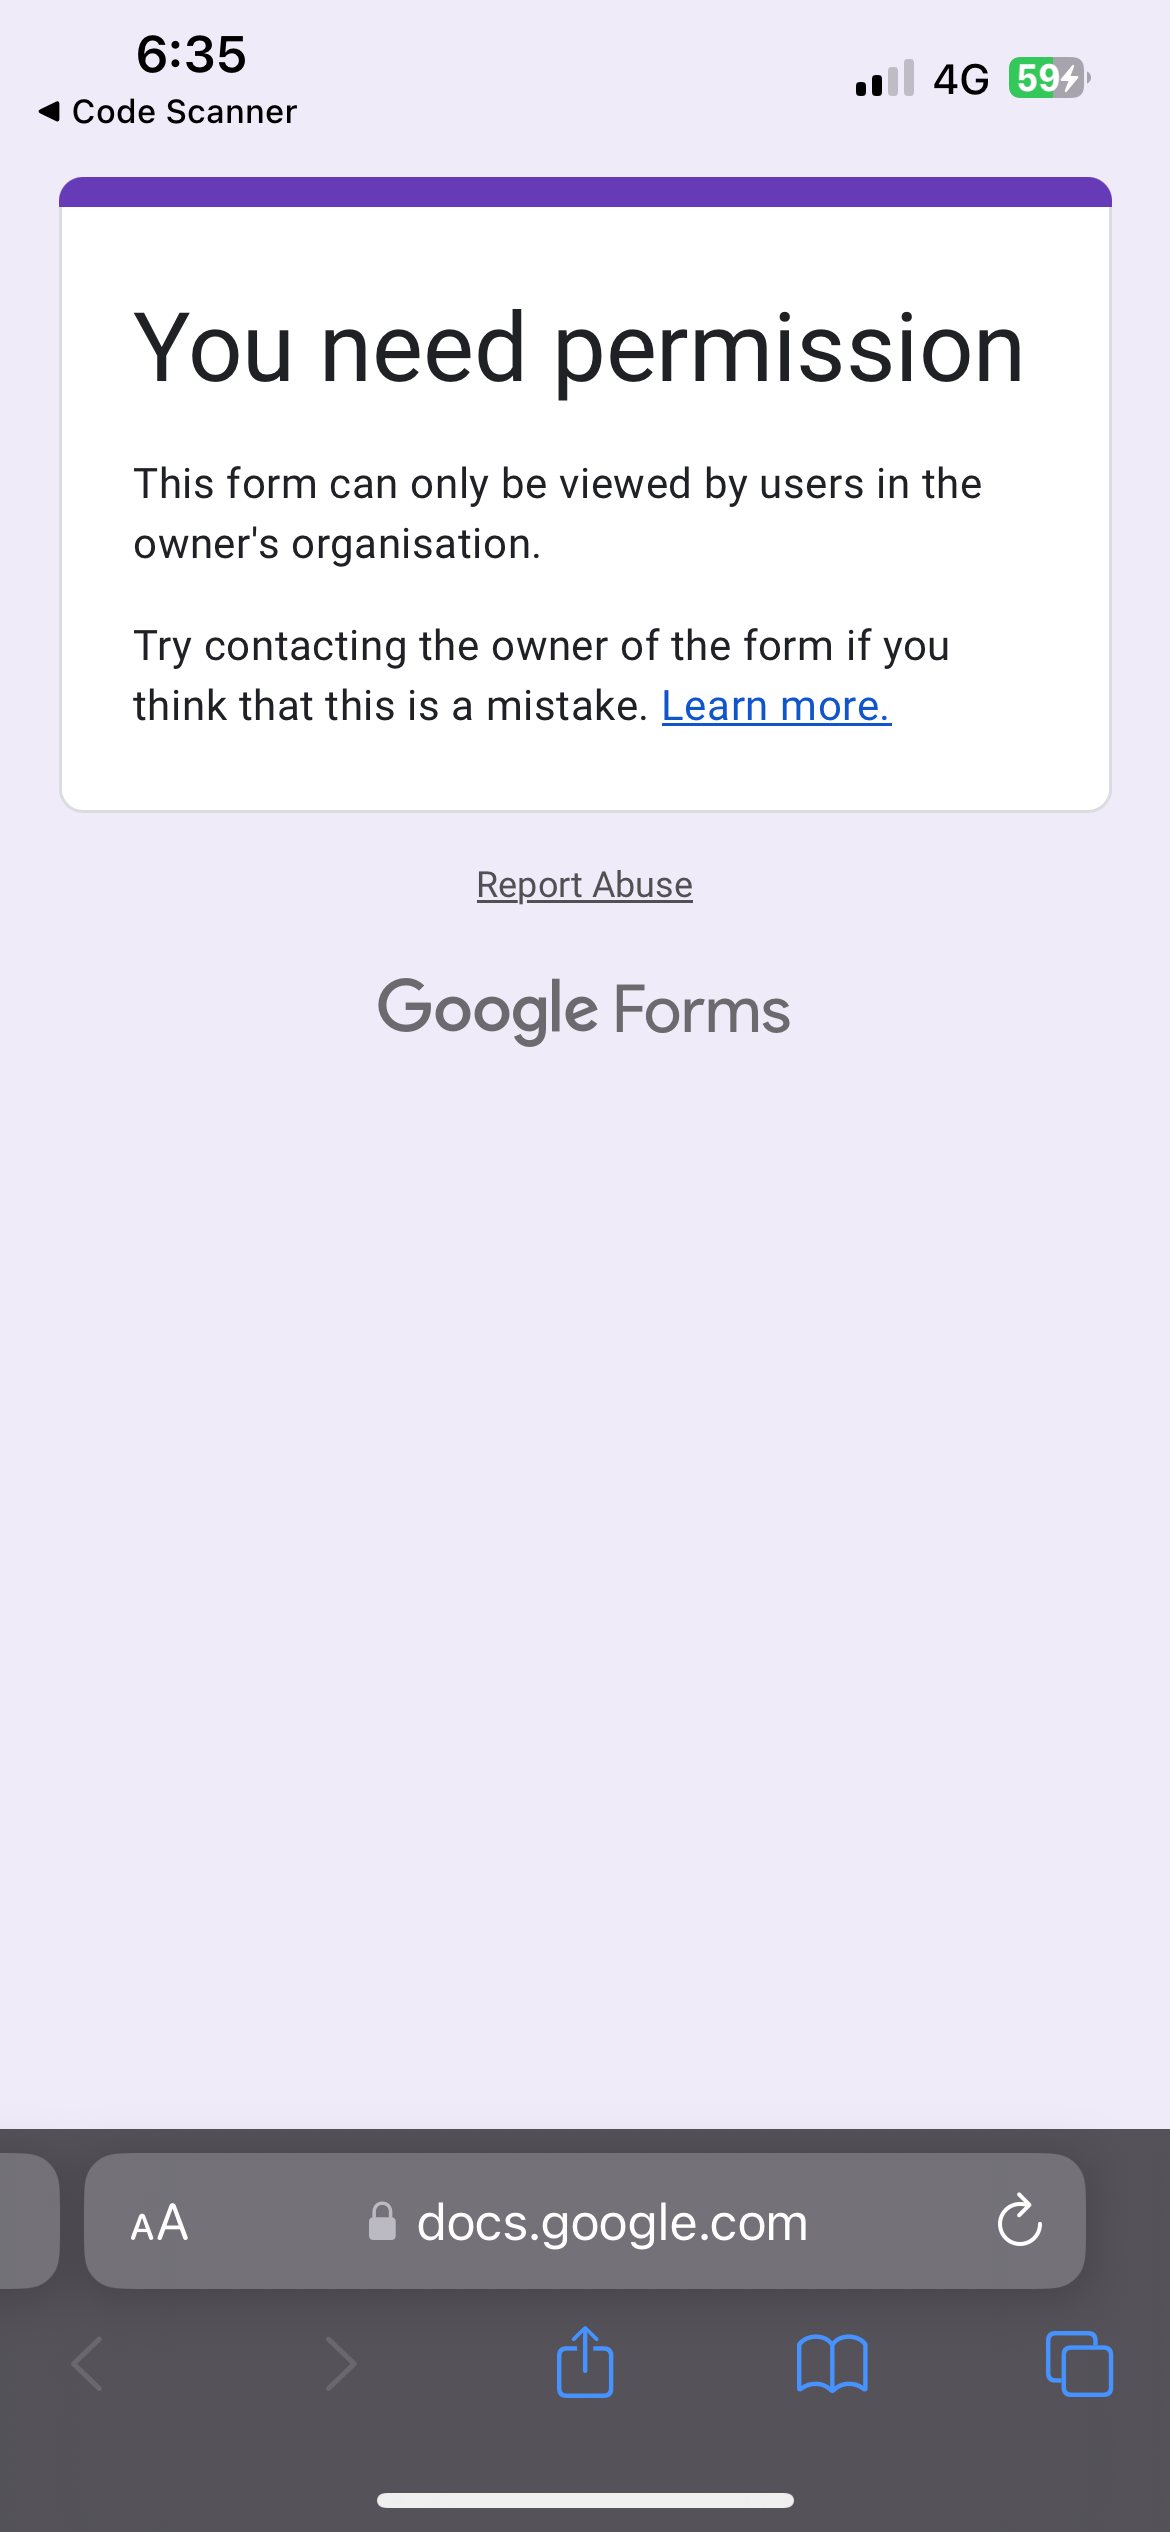 6:35
4G
59
◀ Code Scanner
You need permission
This form can only be viewed by users in the
owner's organisation.
Try contacting the owner of the form if you
think that this is a mistake. Learn more.
Report Abuse
Google Forms
AA
docs.google.com